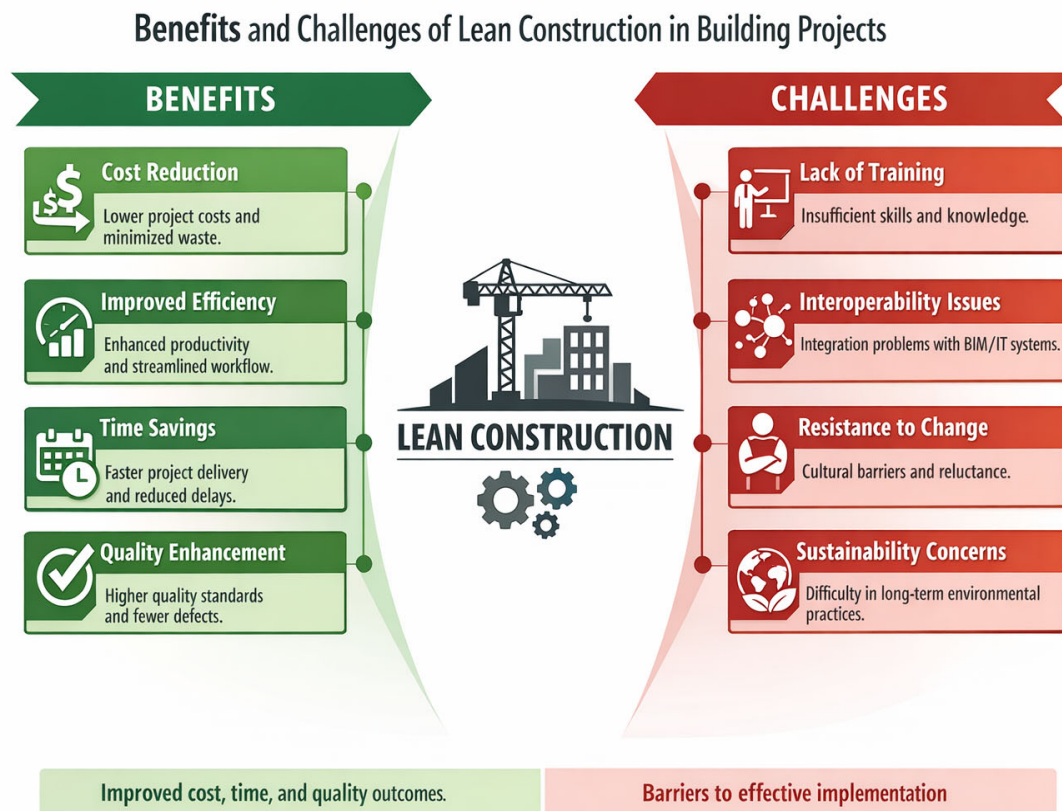 Benefits and Challenges of Lean Construction in Building Projects
BENEFITS
Cost Reduction
Lower project costs and
minimized waste.
Improved Efficiency
Enhanced productivity
and streamlined workflow.
Time Savings
Faster project delivery
and reduced delays.
Quality Enhancement
Higher quality standards
and fewer defects.
LEAN CONSTRUCTION
CHALLENGES
Lack of Training
Insufficient skills and knowledge.
Interoperability Issues
Integration problems with BIM/IT systems.
Resistance to Change
Cultural barriers and reluctance.
Sustainability Concerns
Difficulty in long-term environmental
practices.
Improved cost, time, and quality outcomes.
Barriers to effective implementation